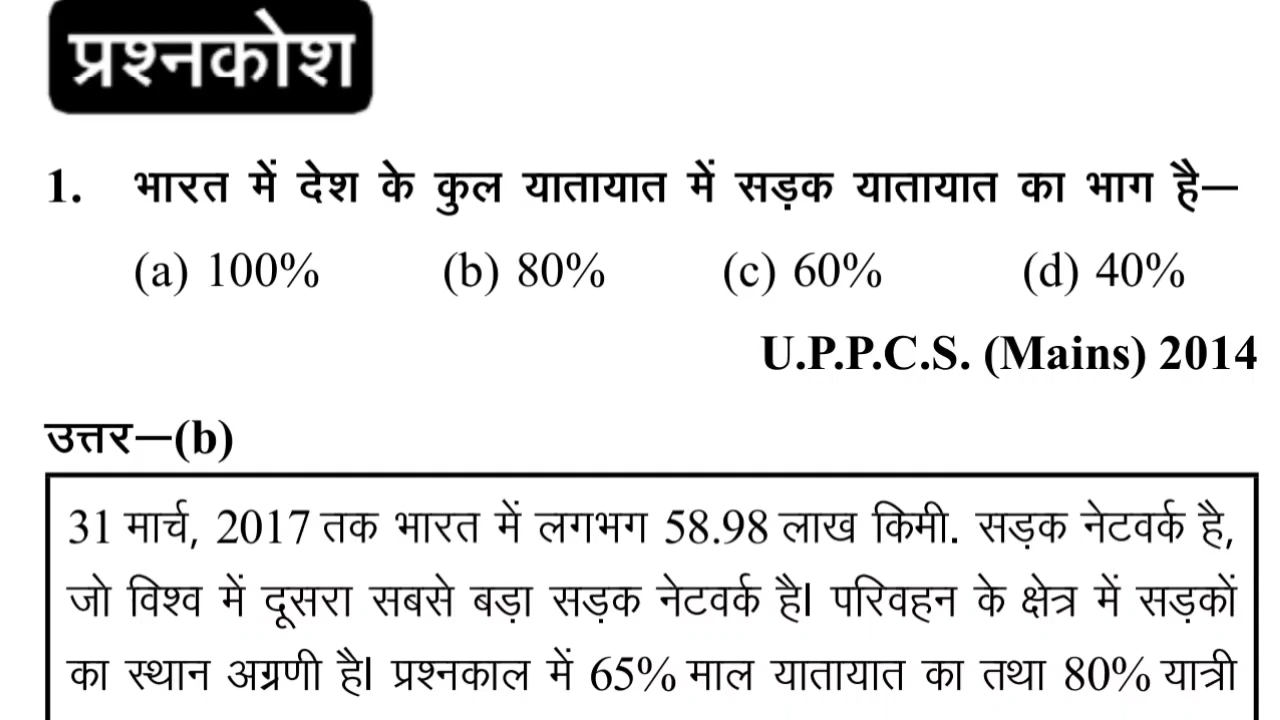 प्रश्नकोश
1. भारत में देश के कुल यातायात में सड़क यातायात का भाग है—
(a) 100% (b) 80% (c) 60% (d) 40%
U.P.P.C.S. (Mains) 2014
उत्तर—(b)
31 मार्च, 2017 तक भारत में लगभग 58.98 लाख किमी. सड़क नेटवर्क है,
जो विश्व में दूसरा सबसे बड़ा सड़क नेटवर्क है। परिवहन के क्षेत्र में सड़कों
का स्थान अग्रणी है। प्रश्नकाल में 65% माल यातायात का तथा 80% यात्री